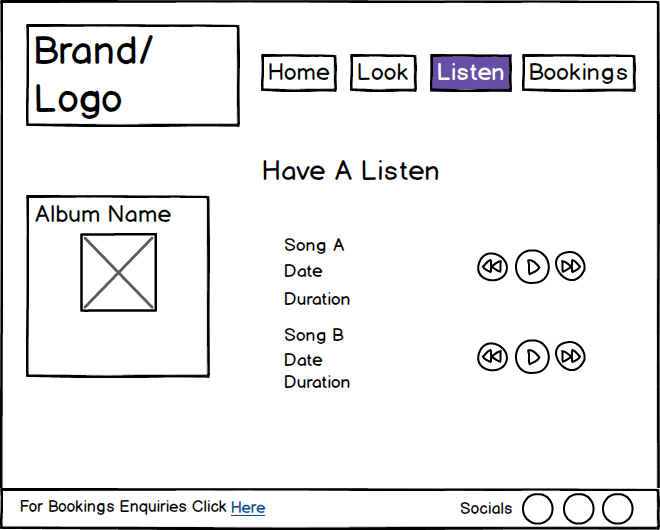 Brand/
Logo
Home Look Listen Bookings
Have A Listen
Album Name
Song A
Date
Duration
Song B
Date
Duration
For Bookings Enquiries Click Here
Socials